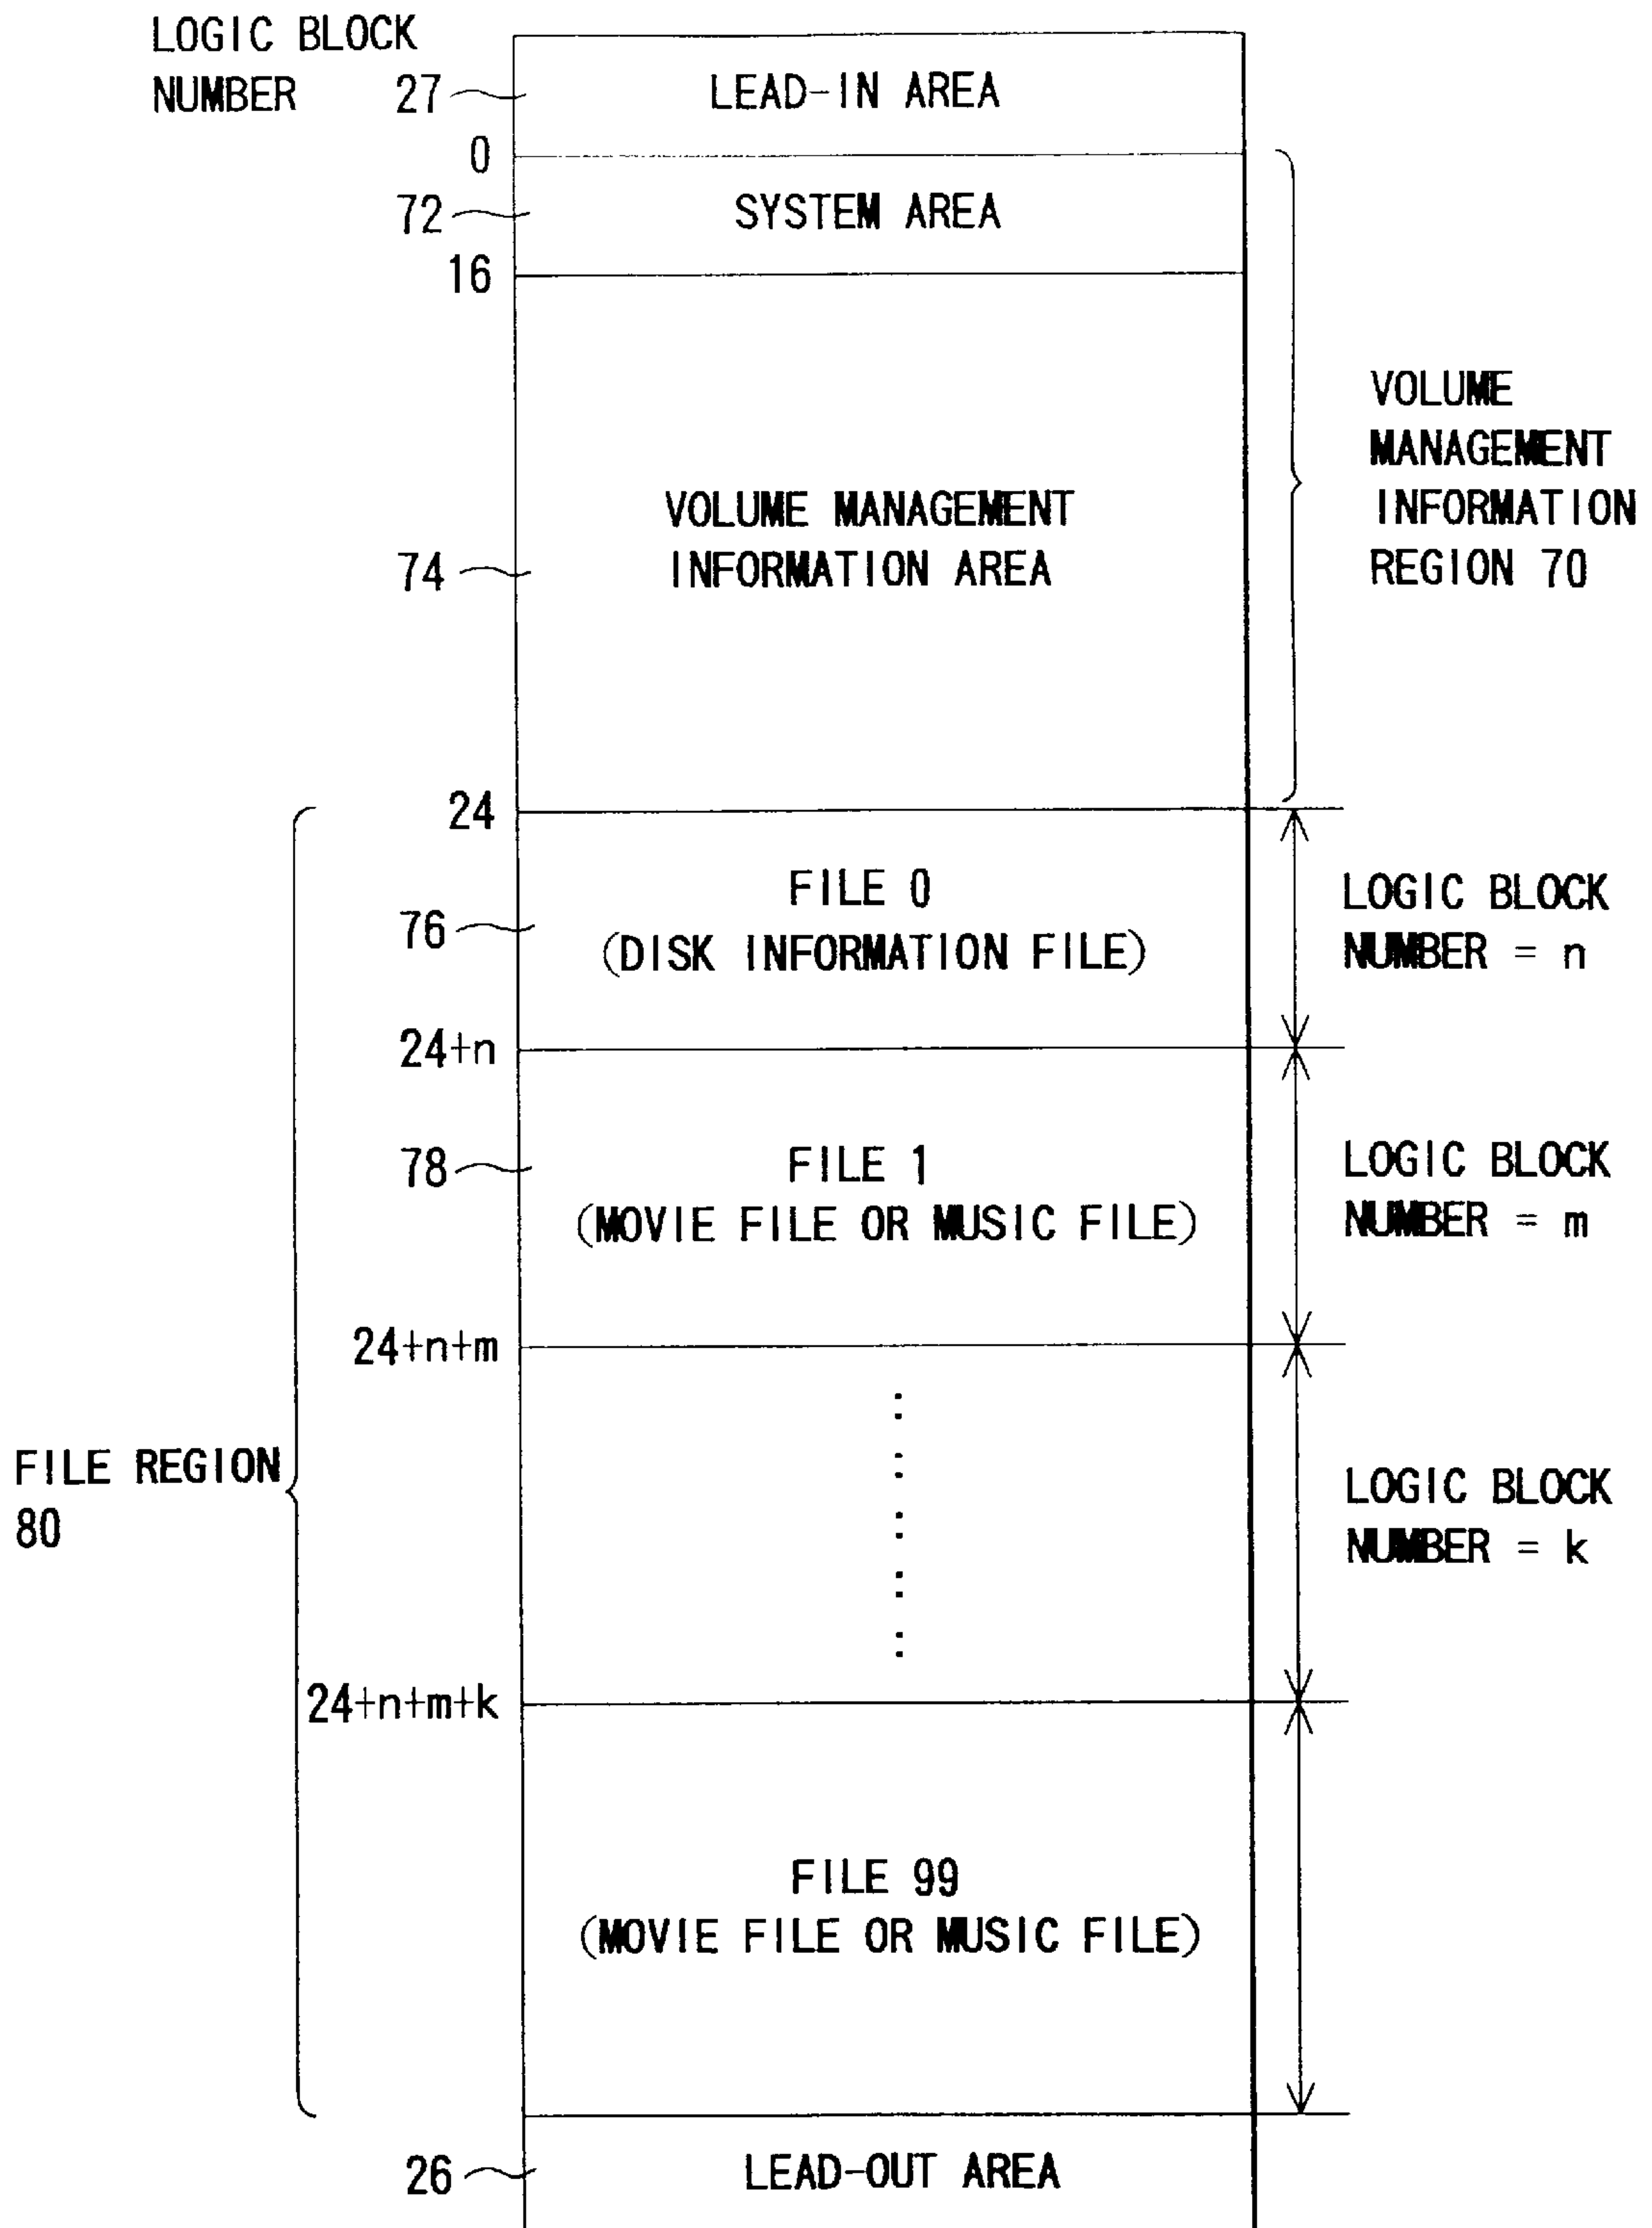 LOGIC BLOCK
NUMBER
27
LEAD-IN AREA
0
72
SYSTEM AREA
16
VOLUME
MANAGEMENT
INFORMATION
REGION 70
VOLUME MANAGEMENT
INFORMATION AREA
74
24
FILE 0
(DISK INFORMATION FILE)
76
LOGIC BLOCK
NUMBER = n
24+n
78
FILE 1
(MOVIE FILE OR MUSIC FILE)
LOGIC BLOCK
NUMBER = m
24+n+m
FILE REGION
80
LOGIC BLOCK
NUMBER = k
24+n+m+k
FILE 99
(MOVIE FILE OR MUSIC FILE)
26
LEAD-OUT AREA